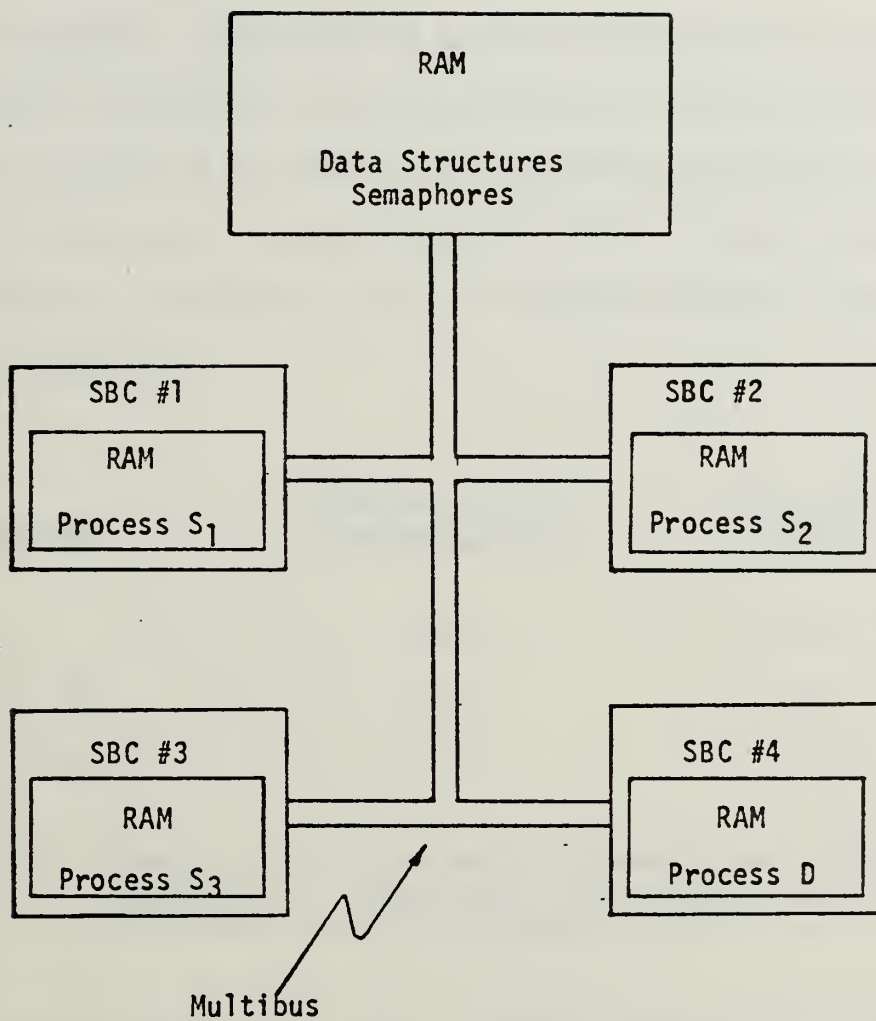 RAM
Data Structures
Semaphores
SBC #1
RAM
Process S1
SBC #2
RAM
Process S2
SBC #3
RAM
Process S3
SBC #4
RAM
Process D
Multibus